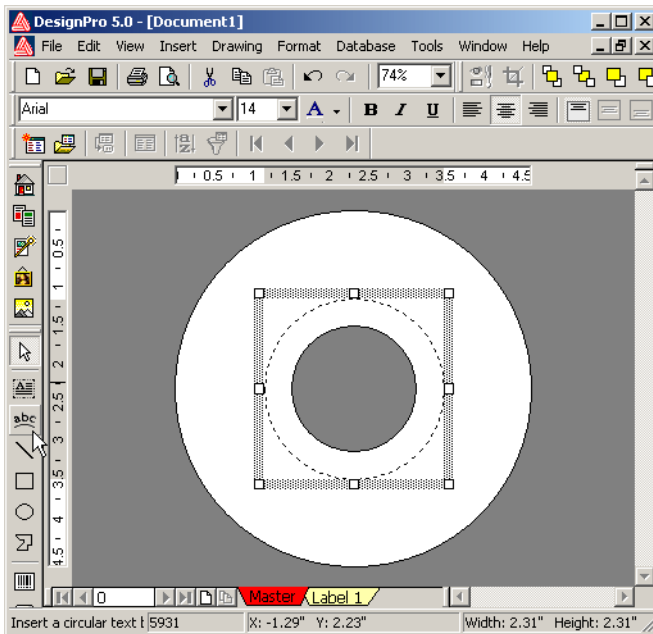 DesignPro 5.0 - [Document1]
File Edit View Insert Drawing Format Database Tools Window Help
74%
Arial 14 A B I U
0.5 1 1.5 2 2.5 3 3.5 4 4.5
0.5 1 1.5 2 2.5 3 3.5 4 4.5
A
abc
0 Master Label 1
Insert a circular text t 5931 X: -1.29" Y: 2.23" Width: 2.31" Height: 2.31"